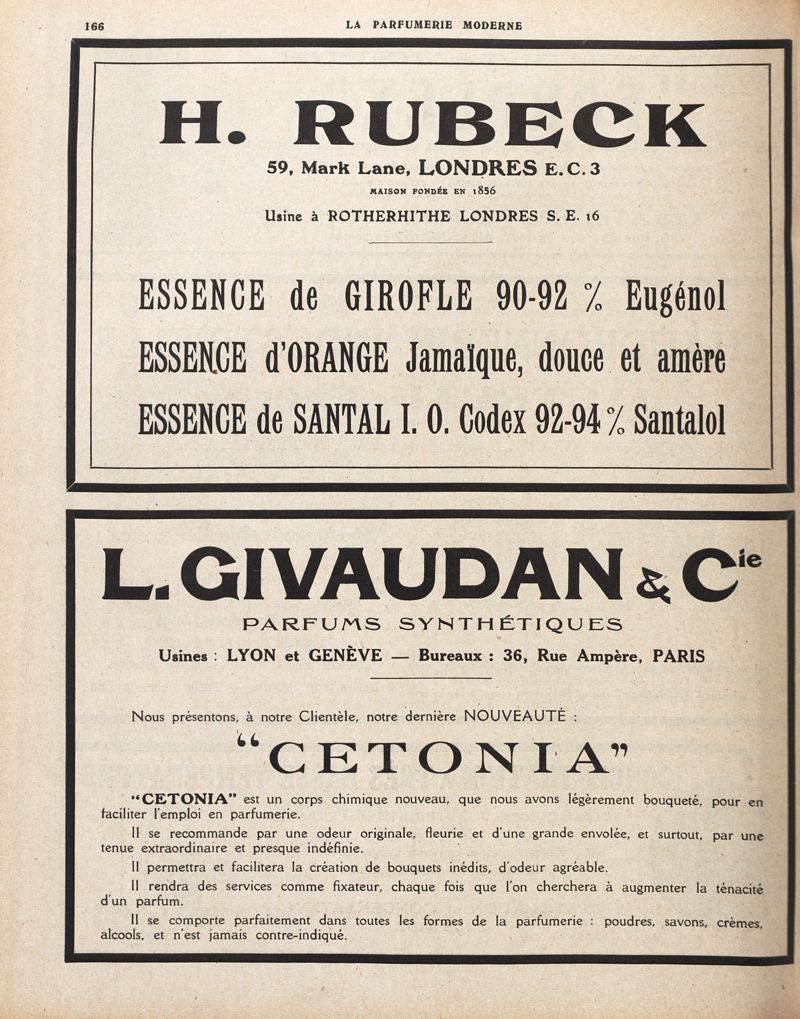 166
LA PARFUMERIE MODERNE
H. RUBECK
59, Mark Lane, LONDRES E.C.3
MAISON FONDÉE EN 1856
Usine à ROTHERHITHE LONDRES S. E. 16
ESSENCE de GIROFLE 90-92 % Eugénol
ESSENCE d'ORANGE Jamaïque, douce et amère
ESSENCE de SANTAL I. O. Codex 92-94 % Santalol
L. GIVAUDAN & Cie
PARFUMS SYNTHÉTIQUES
Usines : LYON et GENÈVE — Bureaux : 36, Rue Ampère, PARIS
Nous présentons, à notre Clientèle, notre dernière NOUVEAUTÉ :
“CETONIA”
“CETONIA” est un corps chimique nouveau, que nous avons légèrement bouqueté, pour en
faciliter l'emploi en parfumerie.
Il se recommande par une odeur originale, fleurie et d'une grande envolée, et surtout, par une
tenue extraordinaire et presque indéfinie.
Il permettra et facilitera la création de bouquets inédits, d'odeur agréable.
Il rendra des services comme fixateur, chaque fois que l'on cherchera à augmenter la ténacité
d'un parfum.
Il se comporte parfaitement dans toutes les formes de la parfumerie : poudres, savons, crèmes,
alcools, et n'est jamais contre-indiqué.